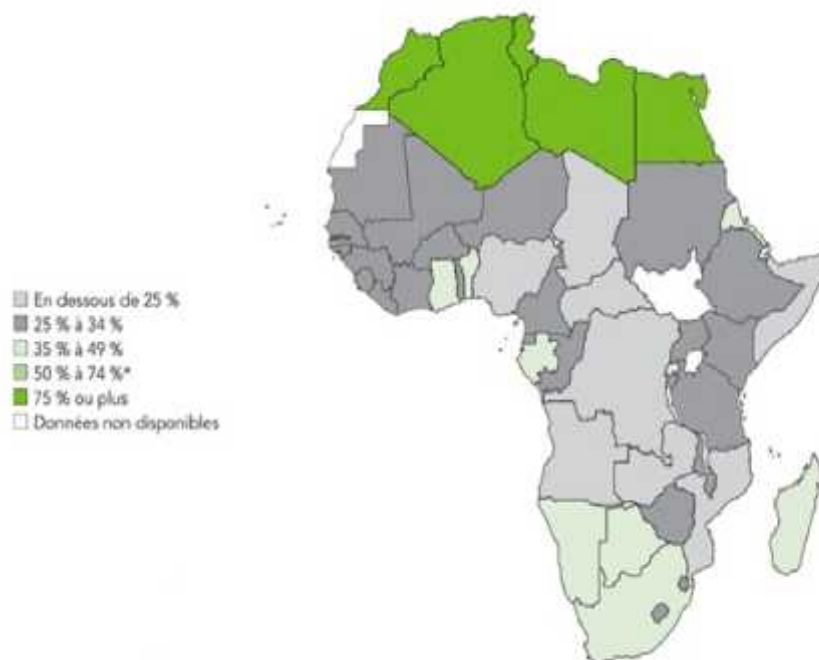 En dessous de 25 %
25 % à 34 %
35 % à 49 %
50 % à 74 %*
75 % ou plus
Données non disponibles